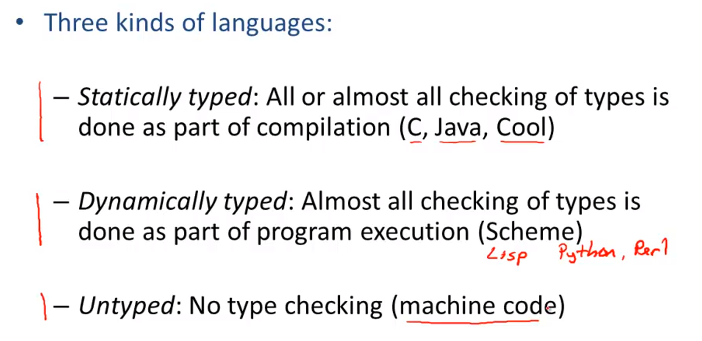 • Three kinds of languages:
– Statically typed: All or almost all checking of types is
done as part of compilation (C, Java, Cool)
– Dynamically typed: Almost all checking of types is
done as part of program execution (Scheme)
Lisp Python, Perl
– Untyped: No type checking (machine code)